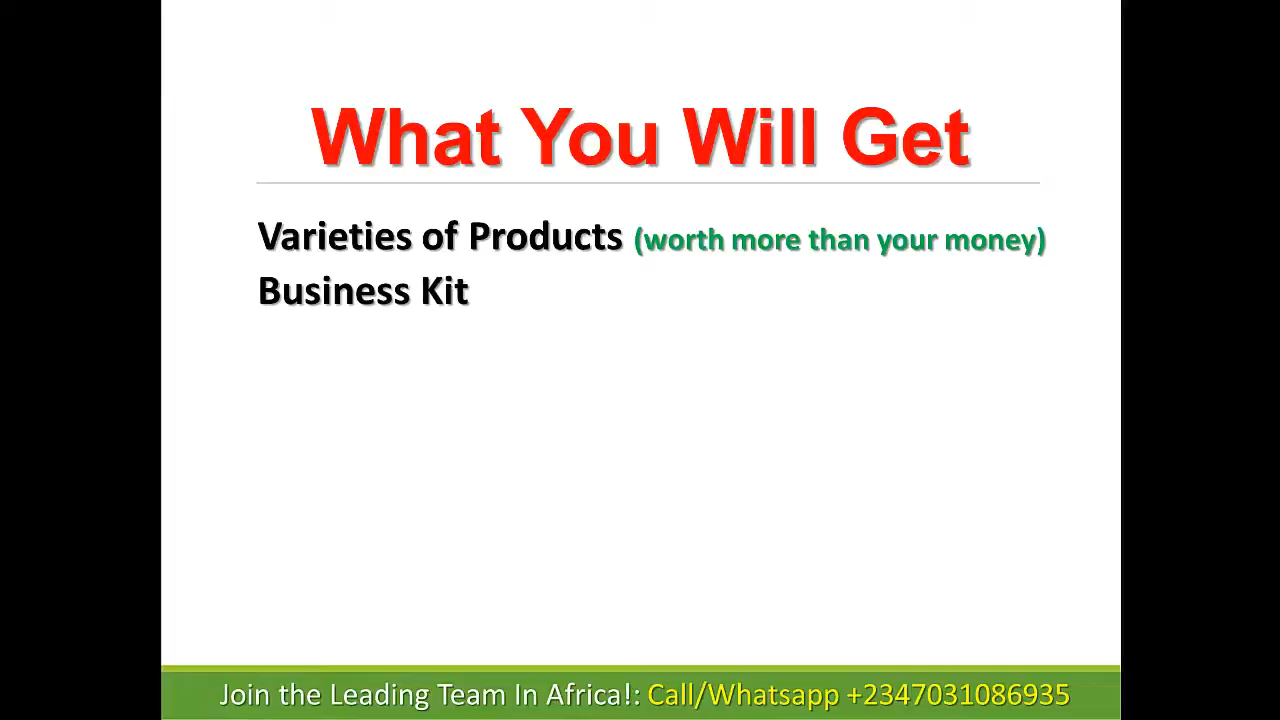 What You Will Get
Varieties of Products (worth more than your money)
Business Kit
Join the Leading Team In Africa!: Call/Whatsapp +2347031086935